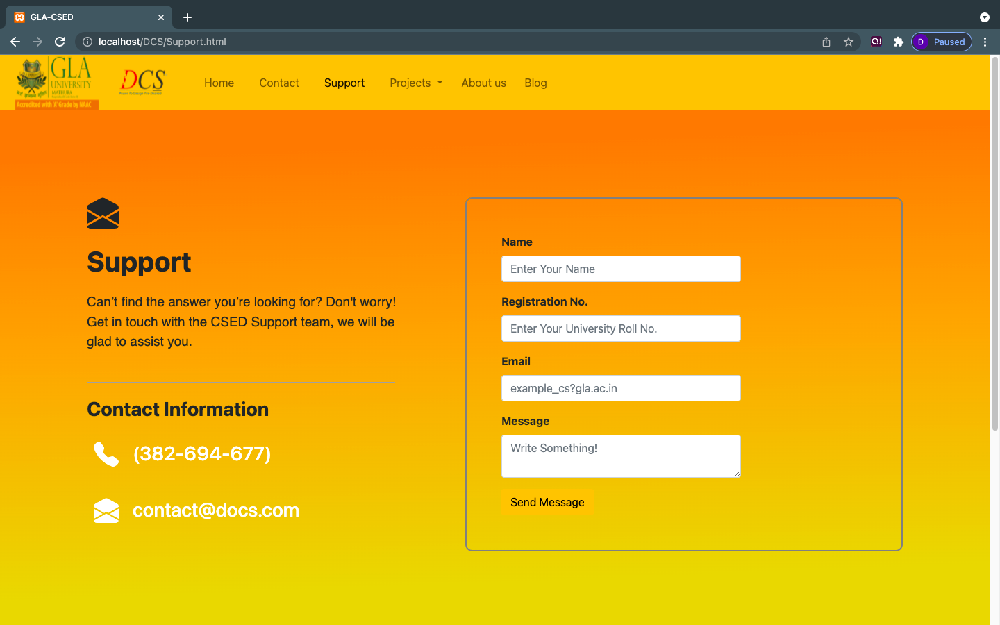 GLA-CSED
localhost/DCS/Support.html
Paused
GLA
UNIVERSITY
MATHURA
Accredited with 'A' Grade by NAAC
DCS
Home
Contact
Support
Projects
About us
Blog
Support
Can’t find the answer you’re looking for? Don't worry!
Get in touch with the CSED Support team, we will be
glad to assist you.
Contact Information
(382-694-677)
contact@docs.com
Name
Enter Your Name
Registration No.
Enter Your University Roll No.
Email
example_cs?gla.ac.in
Message
Write Something!
Send Message